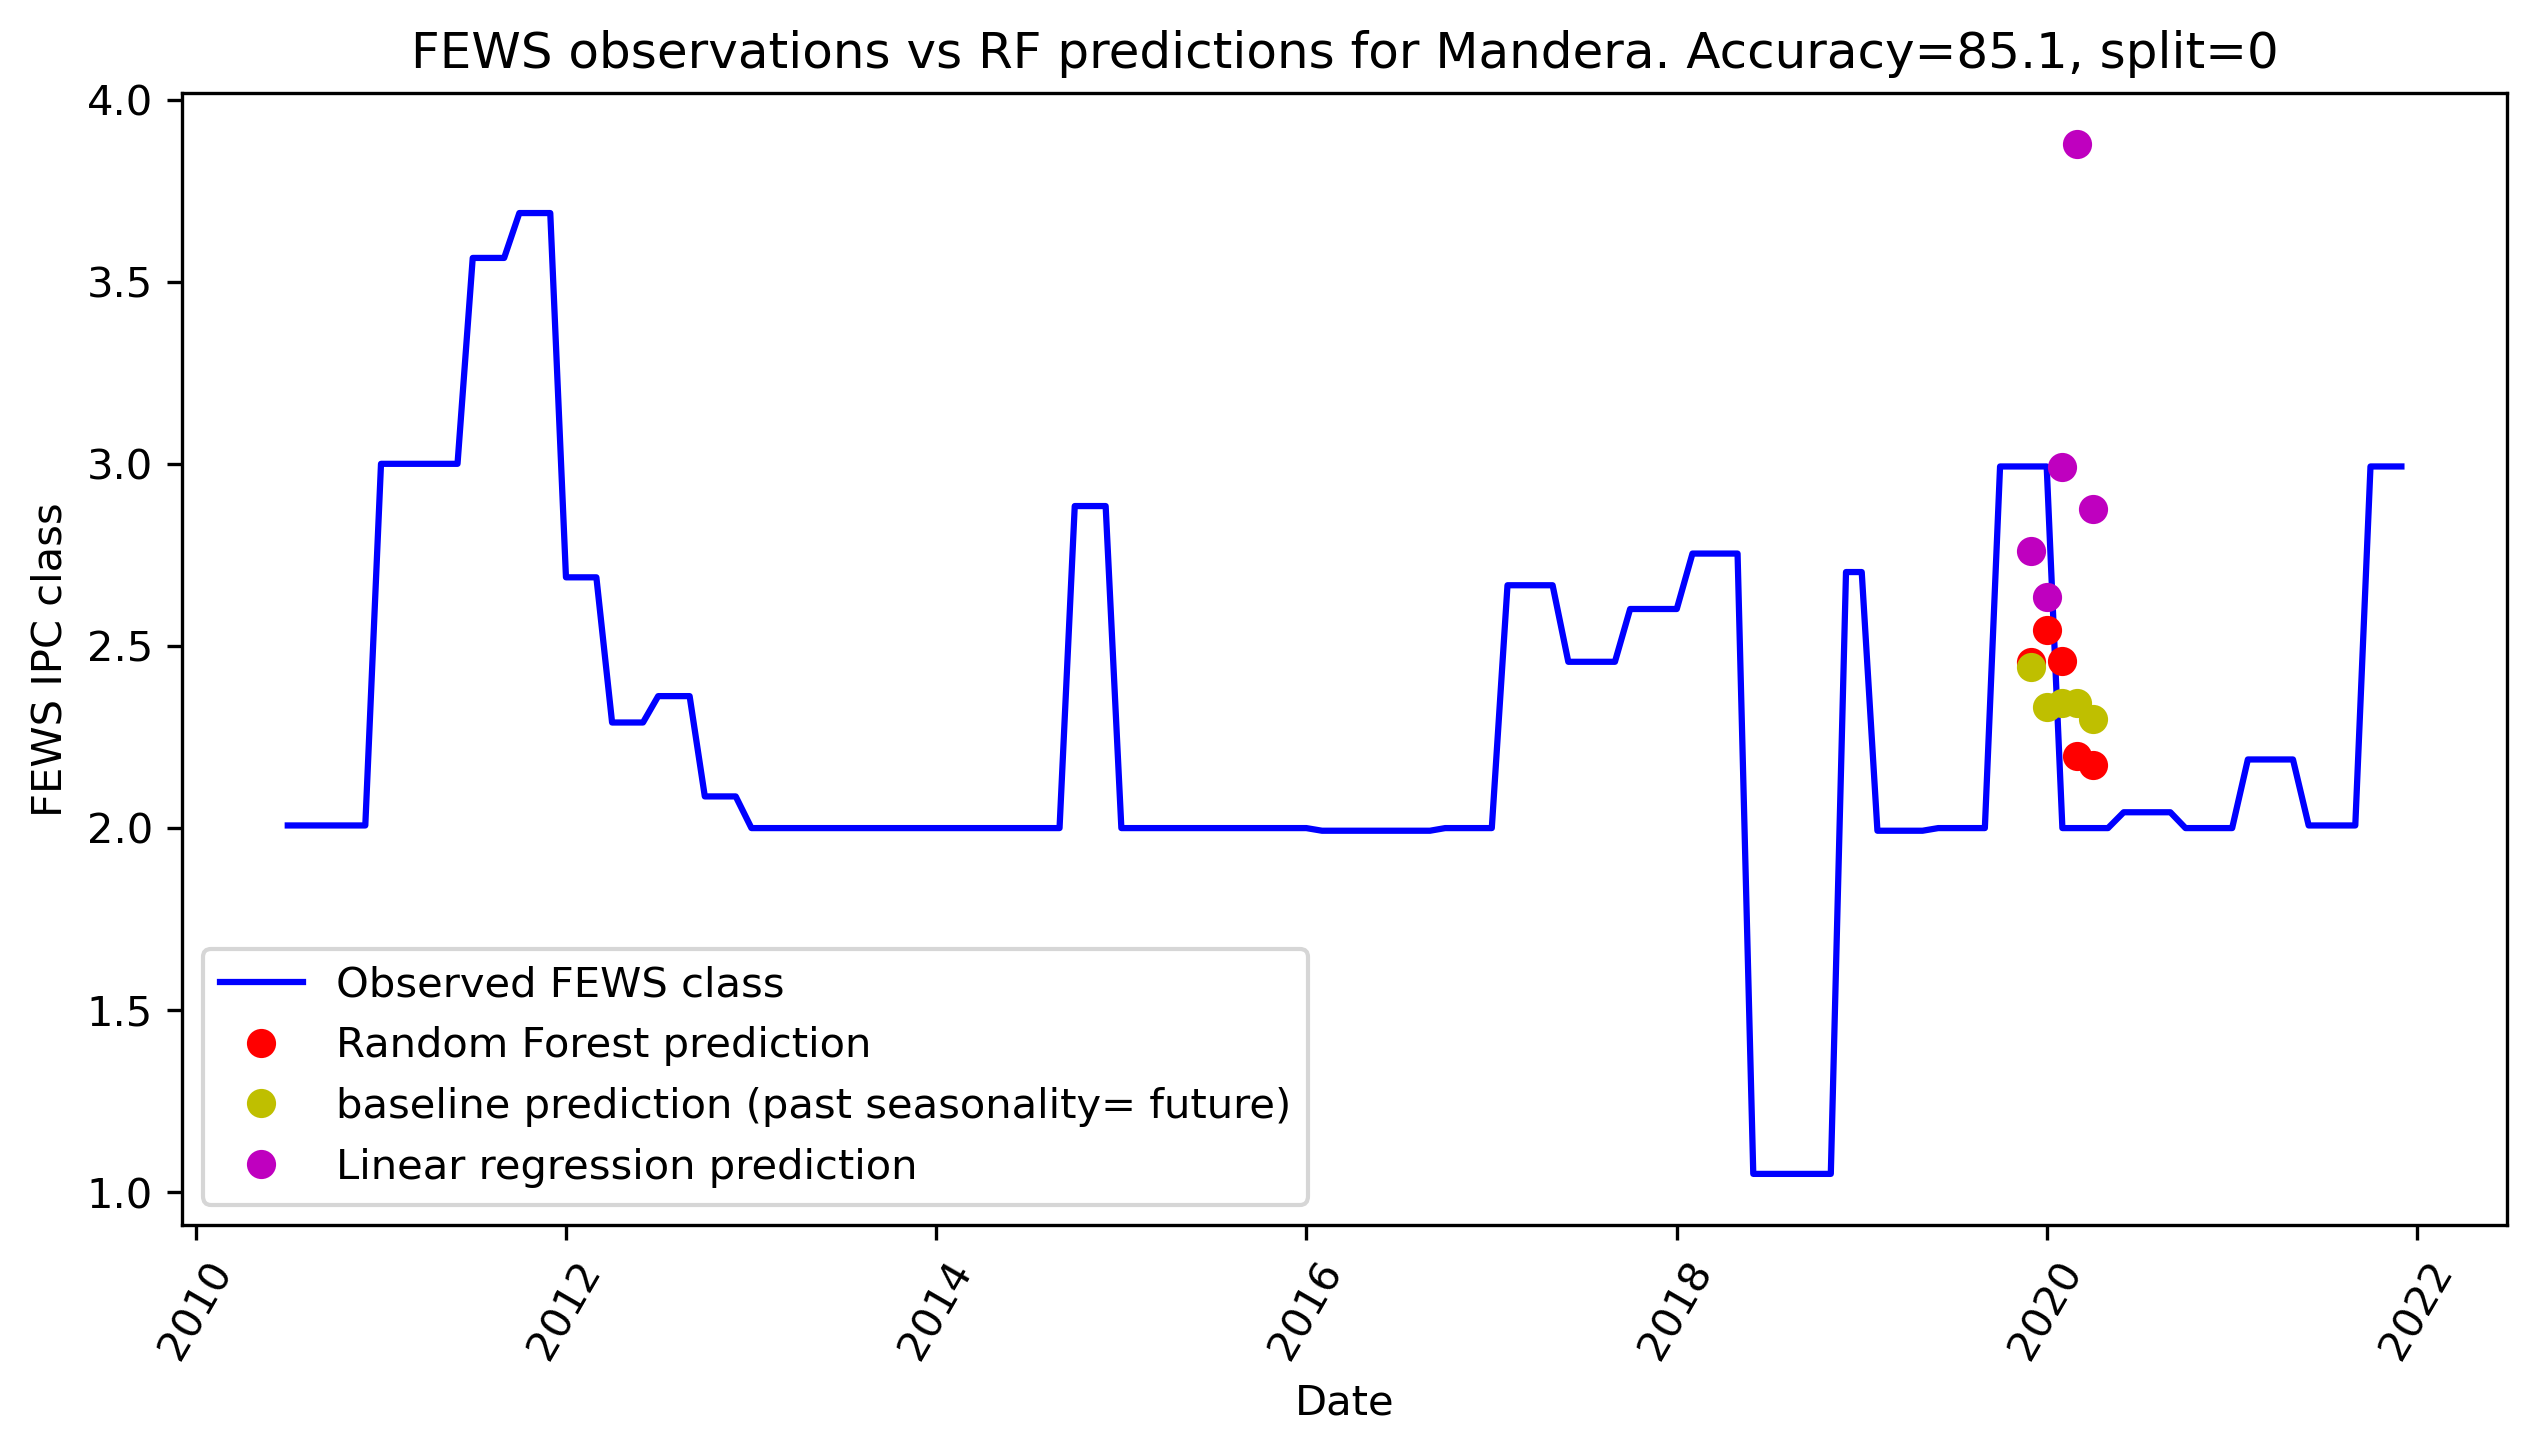 FEWS observations vs RF predictions for Mandera. Accuracy=85.1, split=0
4.0
3.5
3.0
2.5
2.0
1.5
1.0
FEWS IPC class
Observed FEWS class
Random Forest prediction
baseline prediction (past seasonality= future)
Linear regression prediction
2010
2012
2014
2016
2018
2020
2022
Date